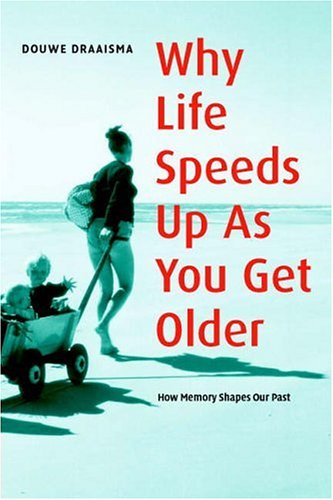 DOUWE DRAAISMA
Why
Life
Speeds
Up As
You Get
Older
How Memory Shapes Our Past